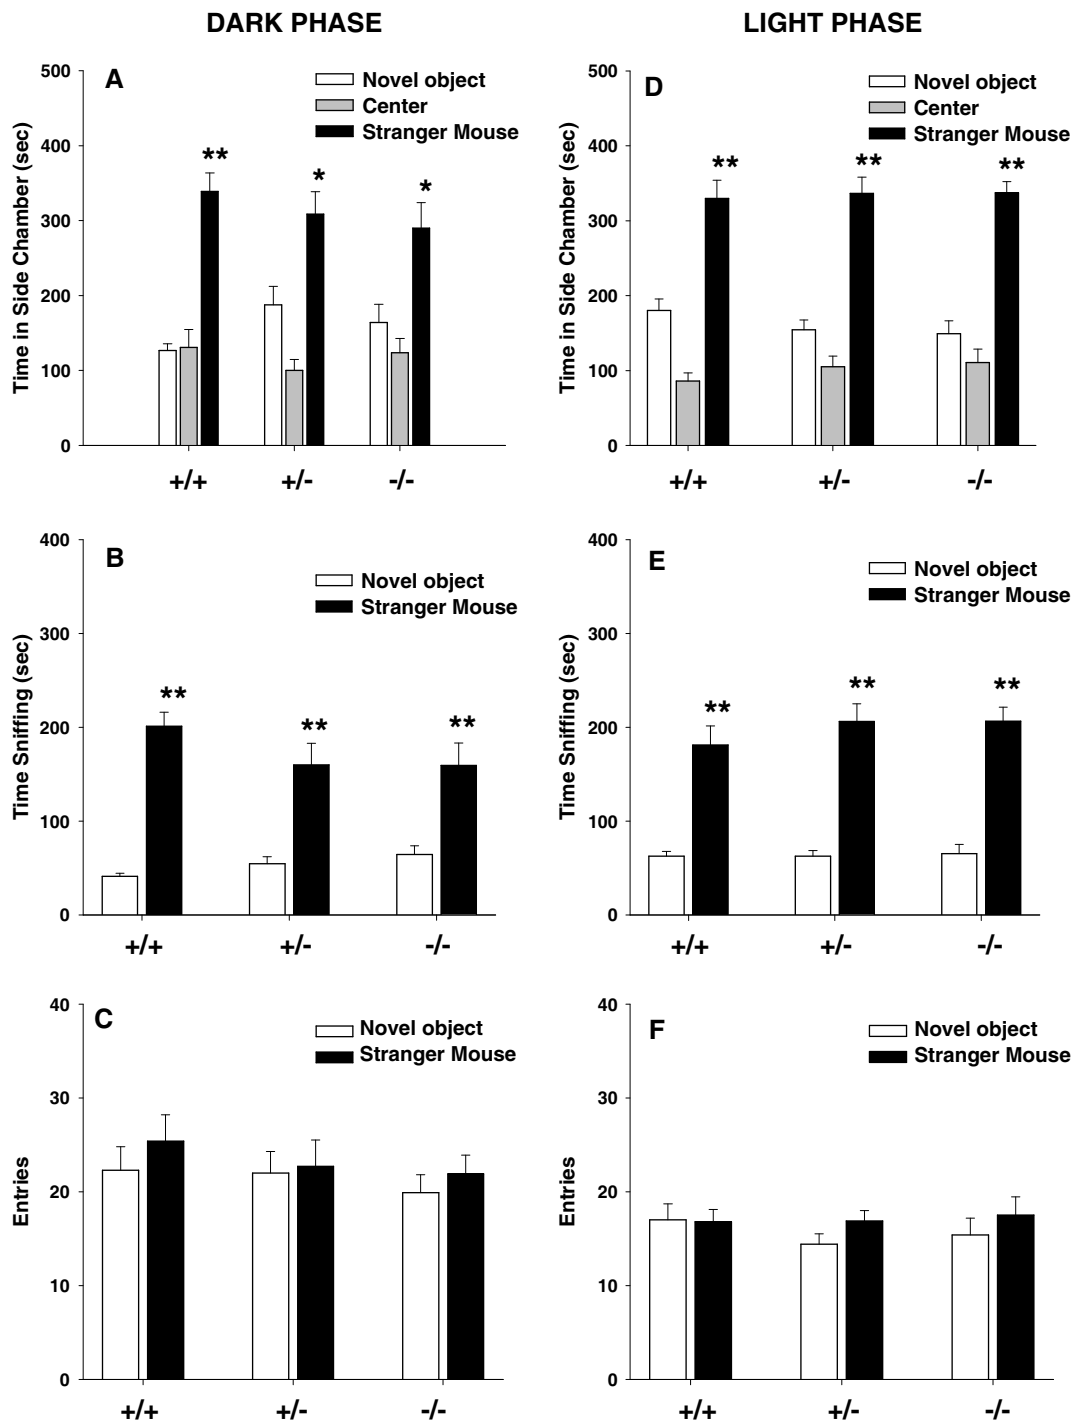 DARK PHASE
LIGHT PHASE
A
Novel object
Center
Stranger Mouse
Time in Side Chamber (sec)
500
400
300
200
100
0
**
*
*
+/+
+/-
-/-
D
Novel object
Center
Stranger Mouse
Time in Side Chamber (sec)
500
400
300
200
100
0
**
**
**
+/+
+/-
-/-
B
Novel object
Stranger Mouse
Time Sniffing (sec)
400
300
200
100
0
**
**
**
+/+
+/-
-/-
E
Novel object
Stranger Mouse
Time Sniffing (sec)
400
300
200
100
0
**
**
**
+/+
+/-
-/-
C
Novel object
Stranger Mouse
Entries
40
30
20
10
0
+/+
+/-
-/-
F
Novel object
Stranger Mouse
Entries
40
30
20
10
0
+/+
+/-
-/-